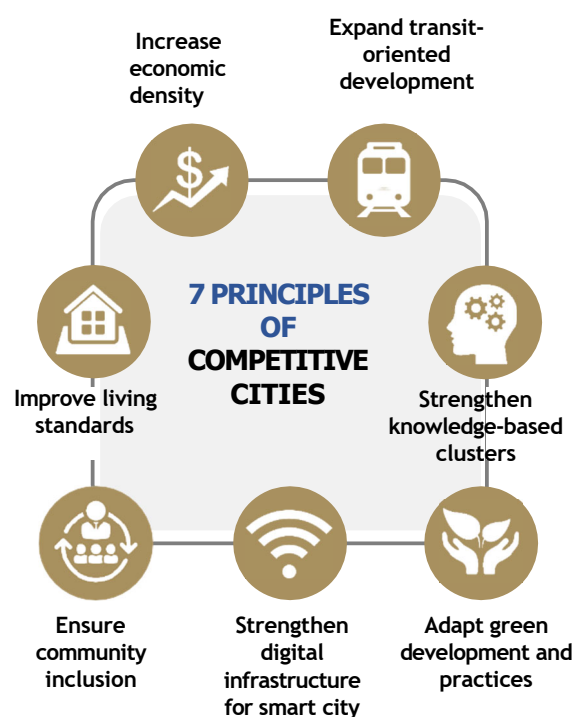 Increase
economic
density
Expand transit-
oriented
development
7 PRINCIPLES
OF
COMPETITIVE
CITIES
Improve living
standards
Strengthen
knowledge-based
clusters
Ensure
community
inclusion
Strengthen
digital
infrastructure
for smart city
Adapt green
development and
practices